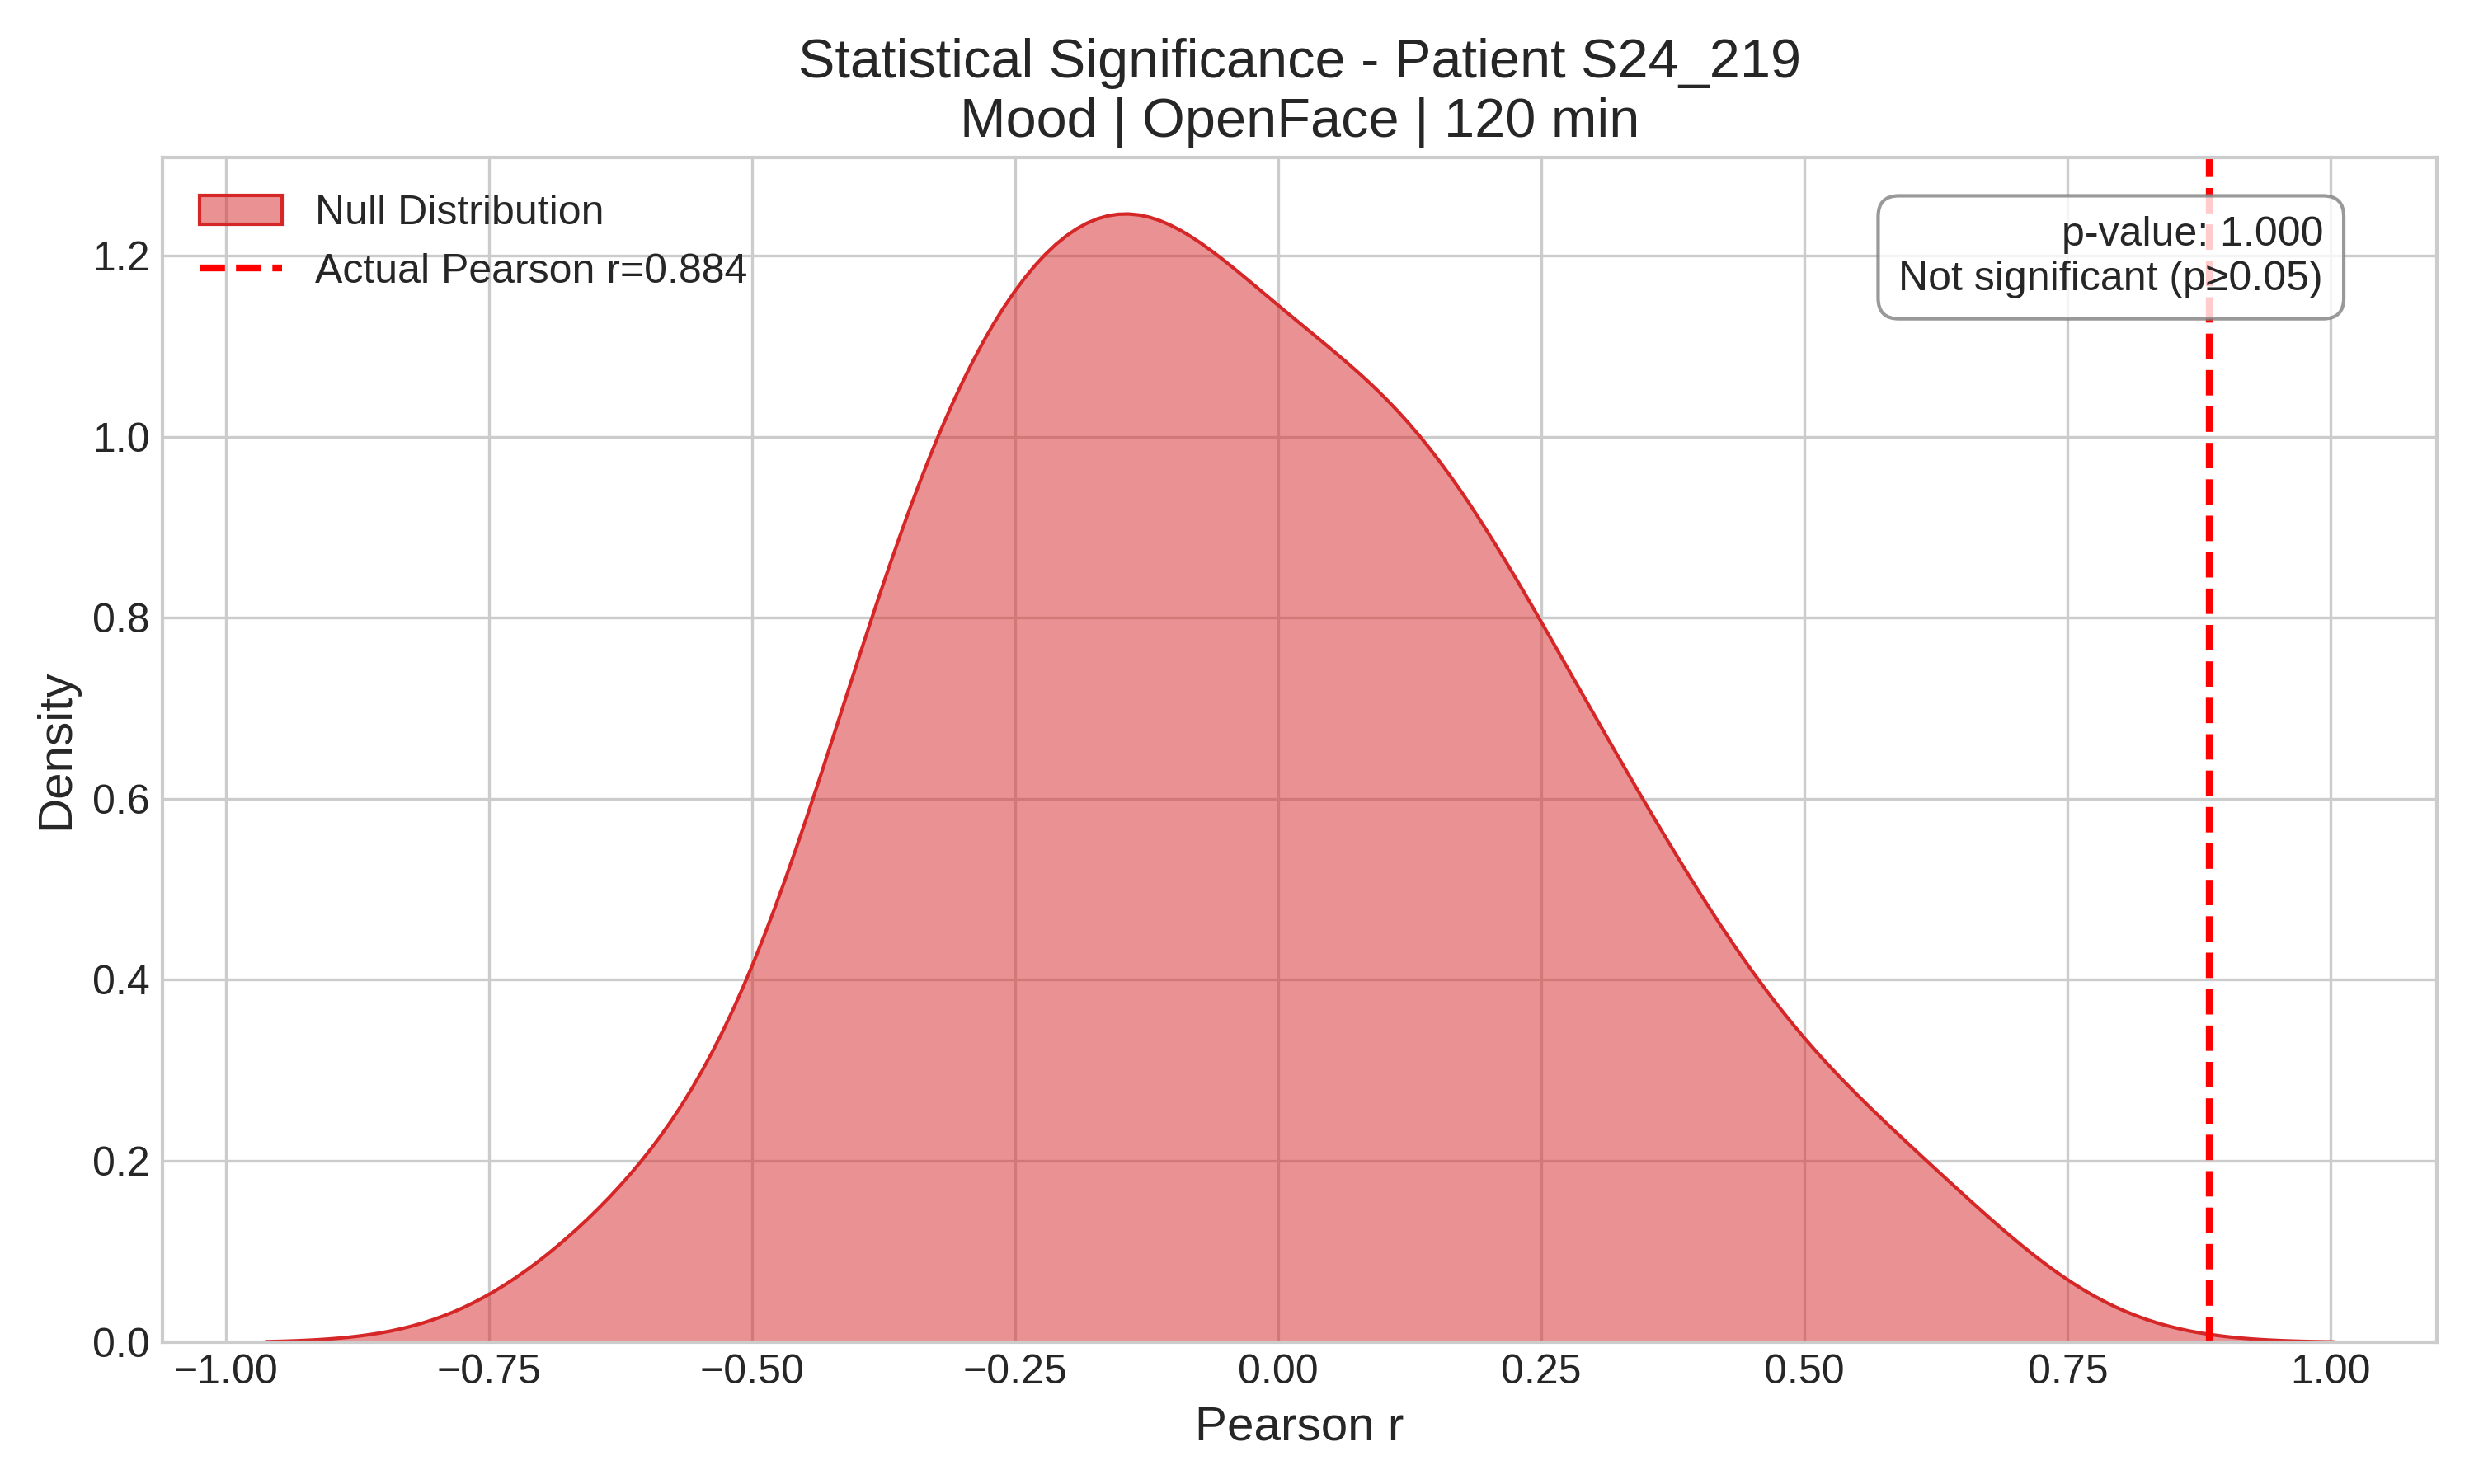 Statistical Significance - Patient S24_219
Mood | OpenFace | 120 min
Null Distribution
Actual Pearson r=0.884
p-value: 1.000
Not significant (p≥0.05)
Density
1.2
1.0
0.8
0.6
0.4
0.2
0.0
−1.00 −0.75 −0.50 −0.25 0.00 0.25 0.50 0.75 1.00
Pearson r